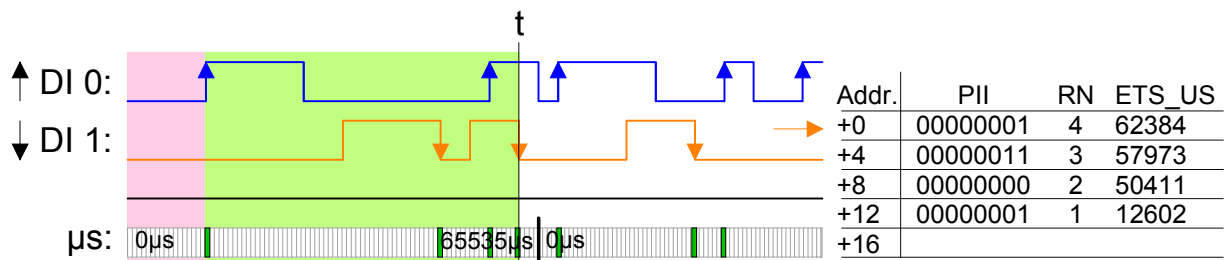 t
DI 0:
DI 1:
µs: 0µs 65535µs 0µs
Addr. PII RN ETS_US
+0 00000001 4 62384
+4 00000011 3 57973
+8 00000000 2 50411
+12 00000001 1 12602
+16